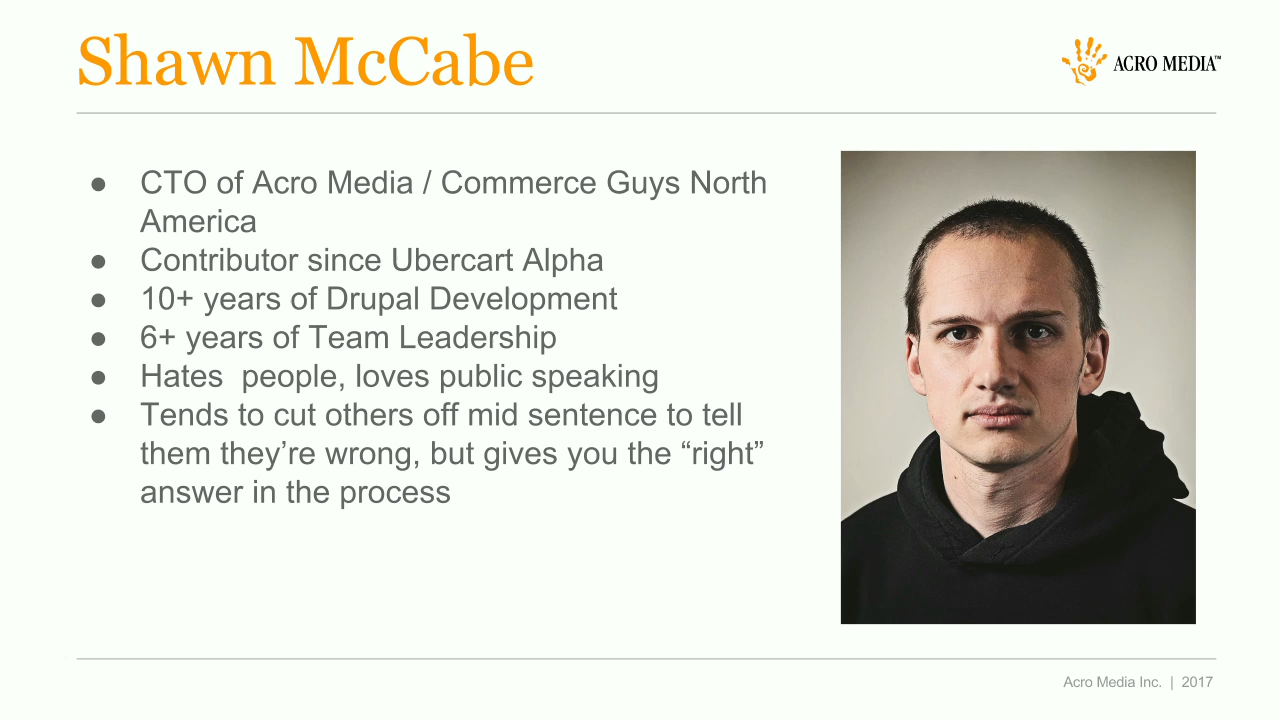 Shawn McCabe
ACRO MEDIA™
● CTO of Acro Media / Commerce Guys North
America
● Contributor since Ubercart Alpha
● 10+ years of Drupal Development
● 6+ years of Team Leadership
● Hates  people, loves public speaking
● Tends to cut others off mid sentence to tell
them they’re wrong, but gives you the “right”
answer in the process
Acro Media Inc. | 2017